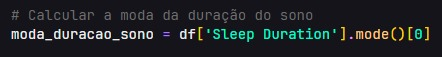 # Calcular a moda da duração do sono
moda_duracao_sono = df['Sleep Duration'].mode()[0]